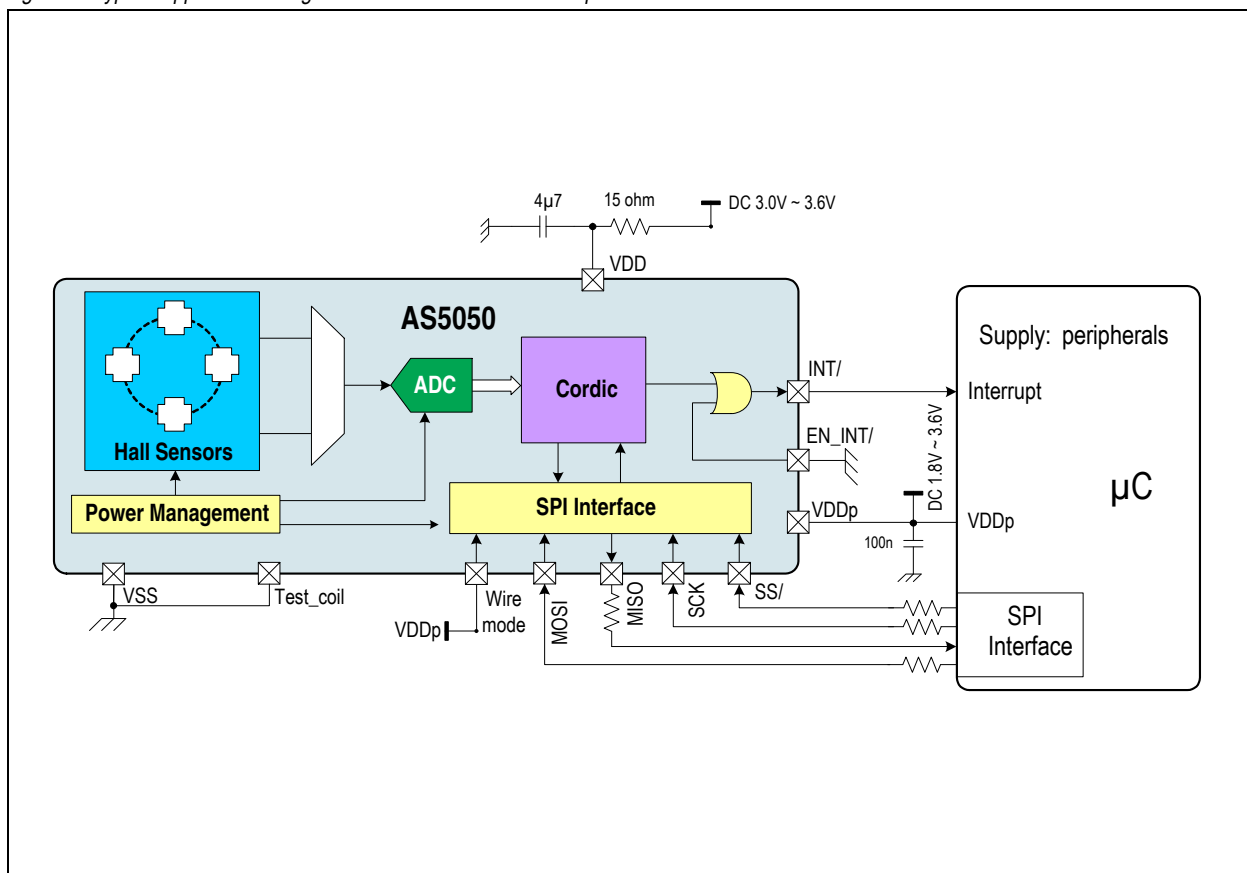 4µ7
15 ohm
DC 3.0V ~ 3.6V
VDD
AS5050
Hall Sensors
ADC
Cordic
Power Management
SPI Interface
INT/
EN_INT/
VDDp
VSS
Test_coil
Wire
mode
VDDp
MOSI
MISO
SCK
SS/
100n
DC 1.8V ~ 3.6V
Supply: peripherals
Interrupt
µC
VDDp
SPI
Interface